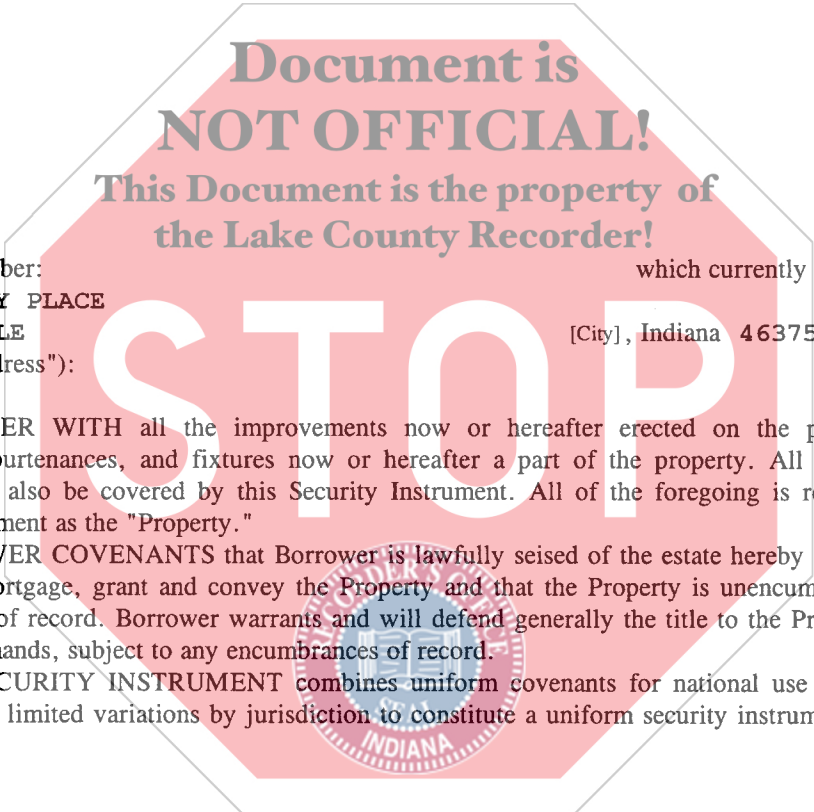 Document is
NOT OFFICIAL!
This Document is the property of
the Lake County Recorder!
ber: which currently
Y PLACE
LE [City], Indiana 46375
dress"):
STOP
ER WITH all the improvements now or hereafter erected on the p
ourtenances, and fixtures now or hereafter a part of the property. All
also be covered by this Security Instrument. All of the foregoing is re
ment as the "Property."
VER COVENANTS that Borrower is lawfully seised of the estate hereby
ortgage, grant and convey the Property and that the Property is unencum
of record. Borrower warrants and will defend generally the title to the Pr
nands, subject to any encumbrances of record.
CURITY INSTRUMENT combines uniform covenants for national use
limited variations by jurisdiction to constitute a uniform security instrum
RECORDER'S OFFICE
SEAL
INDIANA